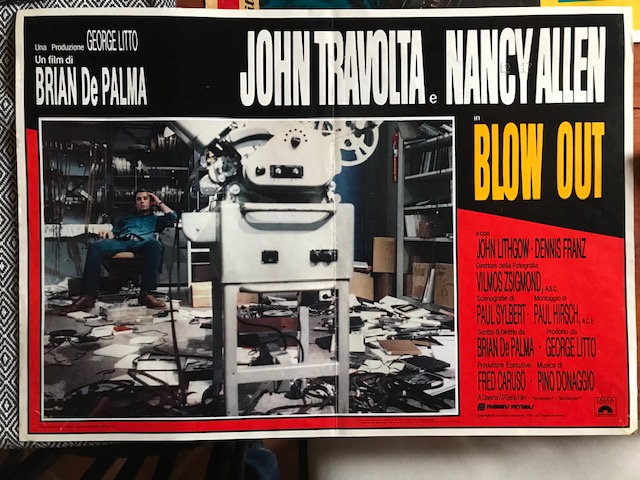 Una Produzione GEORGE LITTO
Un film di
BRIAN De PALMA
JOHN TRAVOLTA e NANCY ALLEN
in
BLOW OUT
e con
JOHN LITHGOW - DENNIS FRANZ
Direttore della Fotografia
VILMOS ZSIGMOND, A.S.C.
Scenografie di Montaggio di
PAUL SYLBERT · PAUL HIRSCH, A.C.E.
Scritto & Diretto da Prodotto da
BRIAN De PALMA · GEORGE LITTO
Produttore Esecutivo Musica di
FRED CARUSO · PINO DONAGGIO